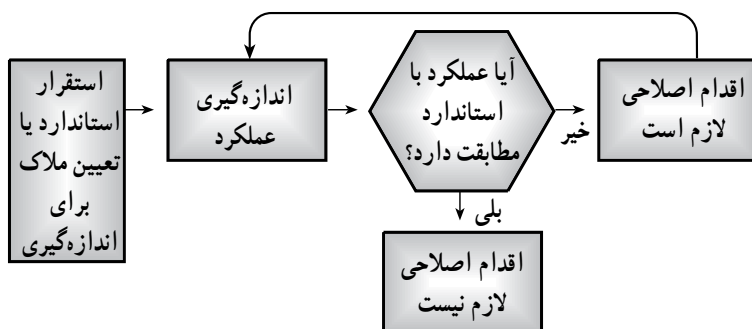 استقرار
استاندارد یا
تعیین ملاک
برای
اندازه‌گیری
اندازه‌گیری
عملکرد
آیا عملکرد با
استاندارد
مطابقت دارد؟
خیر
اقدام اصلاحی
لازم است
بلی
اقدام اصلاحی
لازم نیست